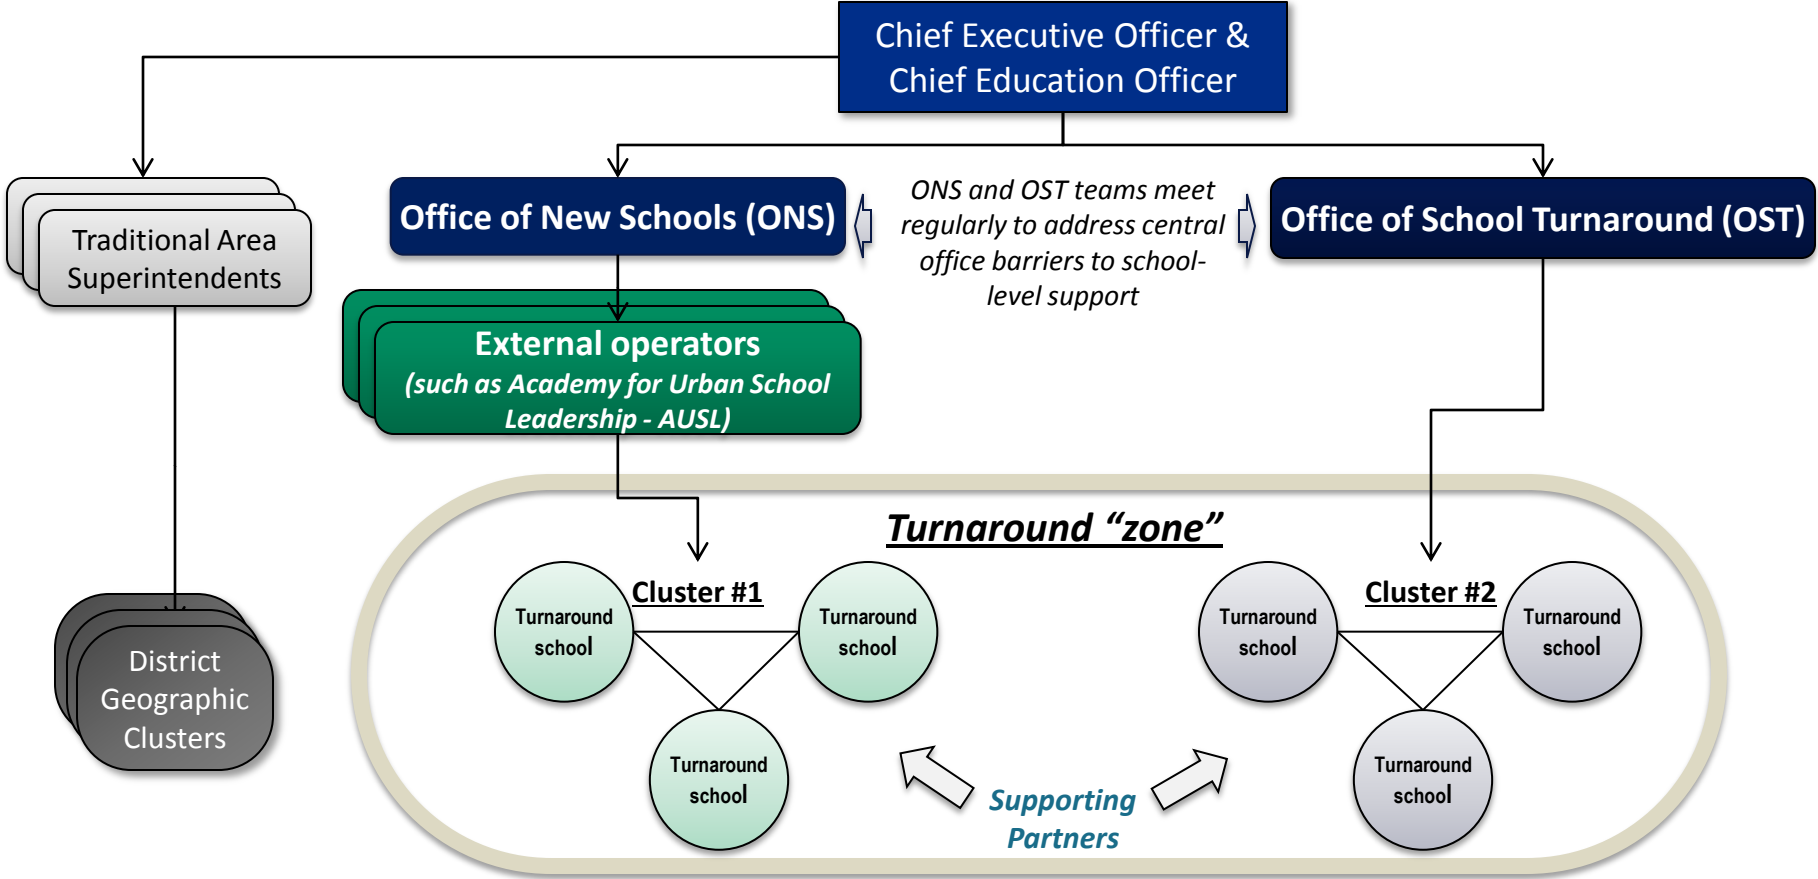 Chief Executive Officer &
Chief Education Officer
Traditional Area
Superintendents
Office of New Schools (ONS)
ONS and OST teams meet
regularly to address central
office barriers to school-
level support
Office of School Turnaround (OST)
External operators
(such as Academy for Urban School
Leadership - AUSL)
District
Geographic
Clusters
Turnaround “zone”
Cluster #1
Turnaround
school
Turnaround
school
Turnaround
school
Cluster #2
Turnaround
school
Turnaround
school
Turnaround
school
Supporting
Partners